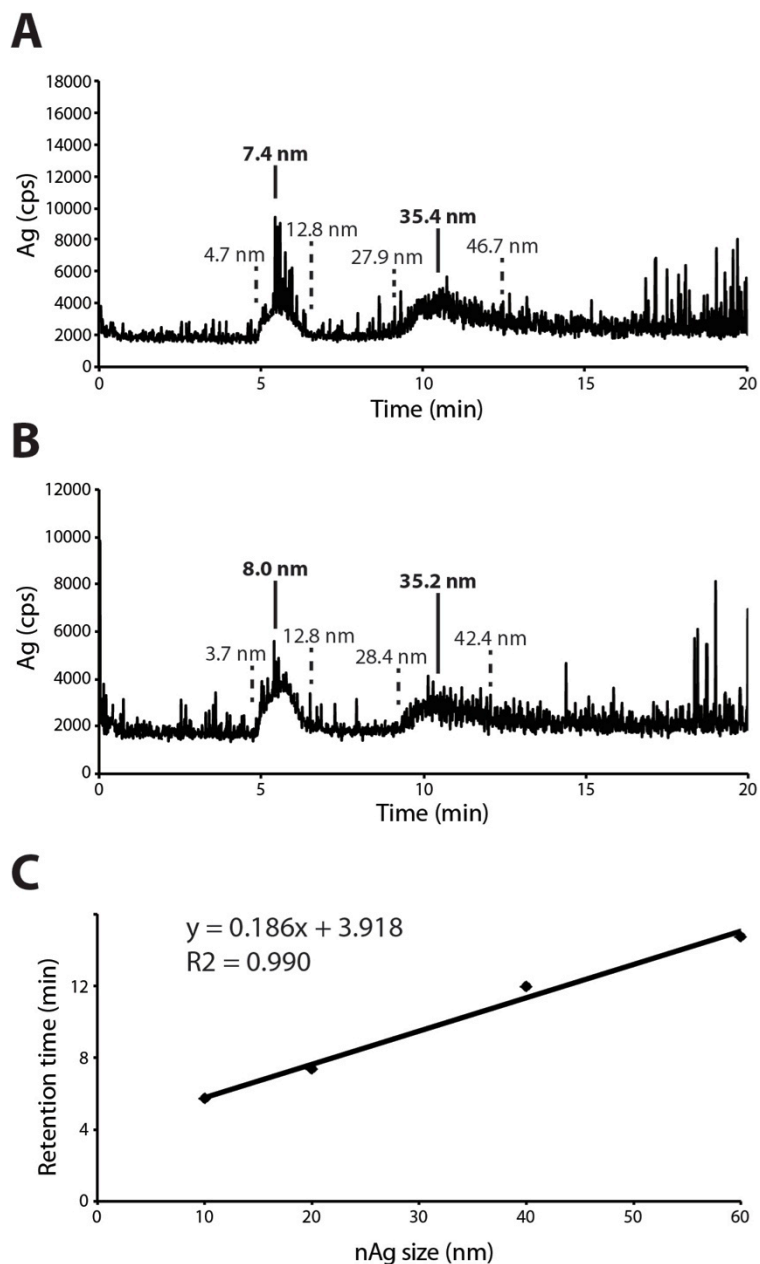 A
18000
16000
14000
12000
10000
8000
6000
4000
2000
0
Ag (cps)
7.4 nm
4.7 nm
12.8 nm
27.9 nm
35.4 nm
46.7 nm
0
5
10
15
20
Time (min)
B
12000
10000
8000
6000
4000
2000
0
Ag (cps)
8.0 nm
3.7 nm
12.8 nm
28.4 nm
35.2 nm
42.4 nm
0
5
10
15
20
Time (min)
C
y = 0.186x + 3.918
R2 = 0.990
12
8
4
0
Retention time (min)
0
10
20
30
40
50
60
nAg size (nm)